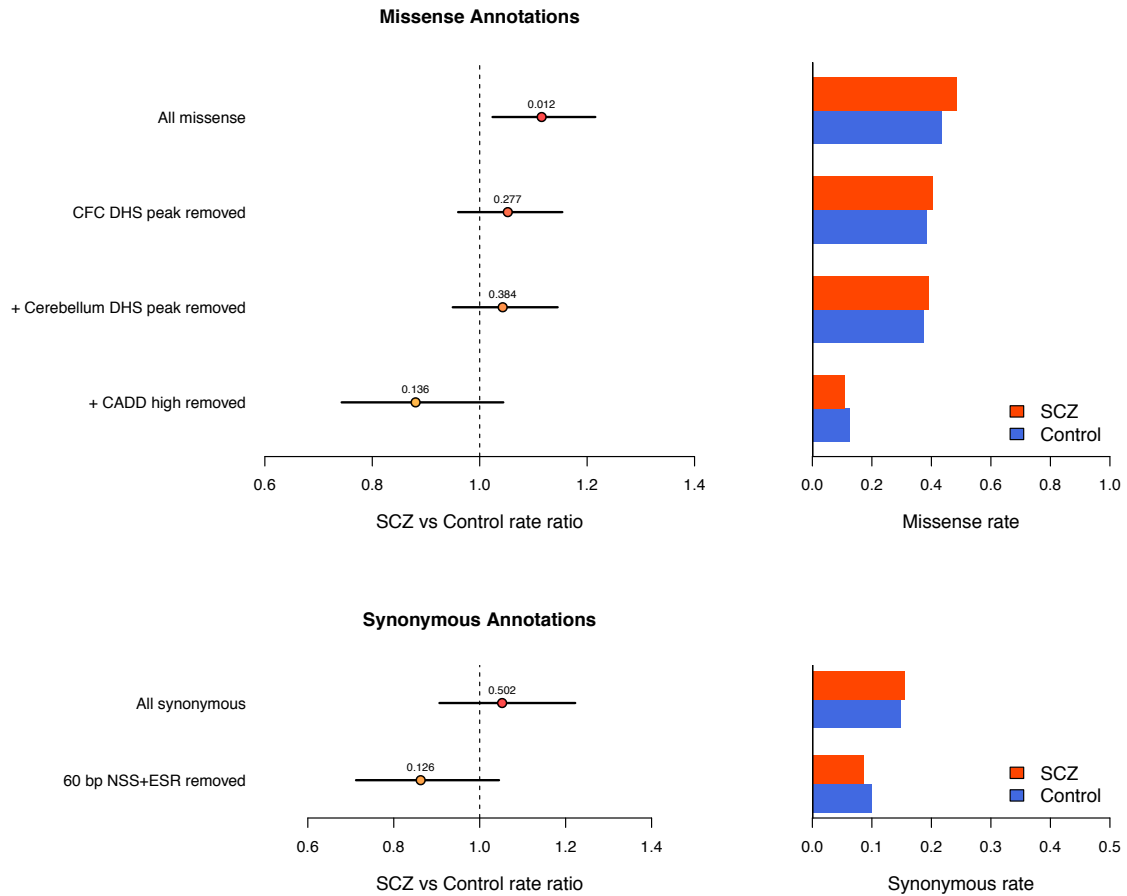 Missense Annotations
All missense
0.012
CFC DHS peak removed
0.277
+ Cerebellum DHS peak removed
0.384
+ CADD high removed
0.136
0.6 0.8 1.0 1.2 1.4
SCZ vs Control rate ratio
SCZ
Control
0.0 0.2 0.4 0.6 0.8 1.0
Missense rate
Synonymous Annotations
All synonymous
0.502
60 bp NSS+ESR removed
0.126
0.6 0.8 1.0 1.2 1.4
SCZ vs Control rate ratio
SCZ
Control
0.0 0.1 0.2 0.3 0.4 0.5
Synonymous rate